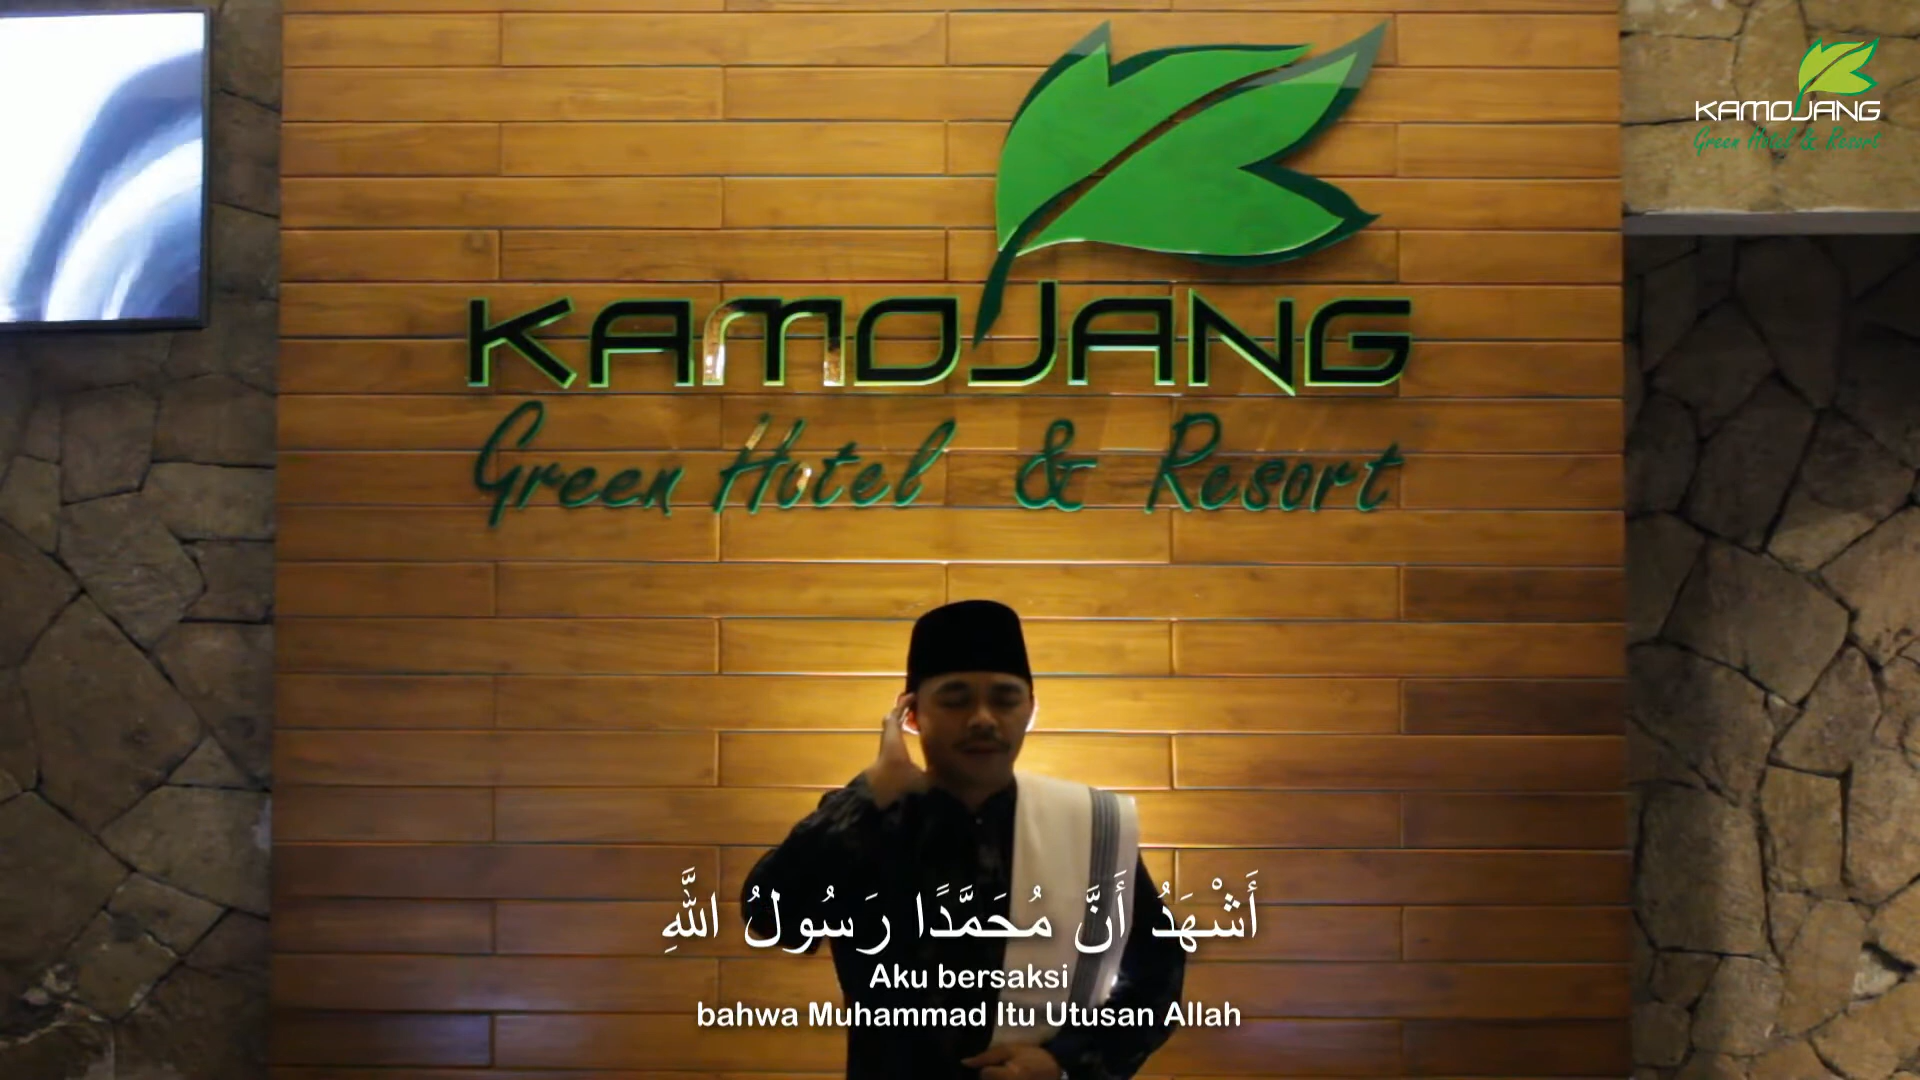 KAMOJANG
Green Hotel & Resort
KAMOJANG
Green Hotel & Resort
أَشْهَدُ أَنَّ مُحَمَّدًا رَسُولُ اللَّهِ
Aku bersaksi
bahwa Muhammad Itu Utusan Allah